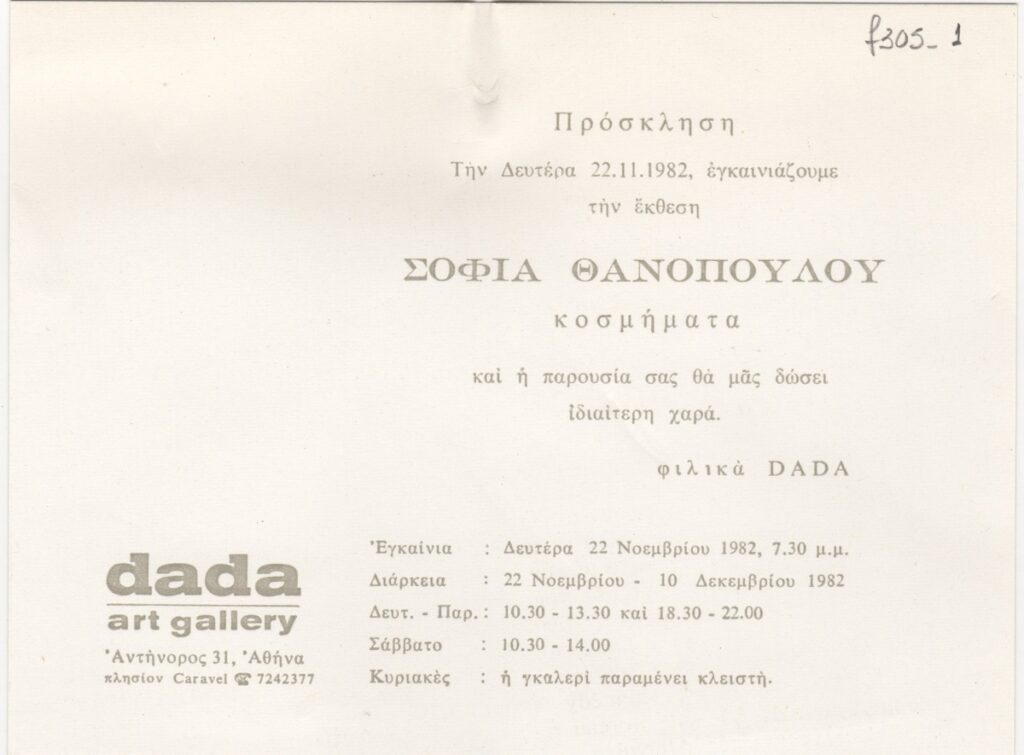 f305-1
Πρόσκληση
Τὴν Δευτέρα 22.11.1982, ἐγκαινιάζουμε
τὴν ἔκθεση
ΣΟΦΙΑ ΘΑΝΟΠΟΥΛΟΥ
κοσμήματα
καὶ ἡ παρουσία σας θὰ μᾶς δώσει
ἰδιαίτερη χαρά.
φιλικὰ DADA
dada
art gallery
Ἀντήνορος 31, Ἀθήνα
πλησίον Caravel ☎ 7242377
Ἐγκαίνια : Δευτέρα 22 Νοεμβρίου 1982, 7.30 μ.μ.
Διάρκεια : 22 Νοεμβρίου - 10 Δεκεμβρίου 1982
Δευτ. - Παρ. : 10.30 - 13.30 καὶ 18.30 - 22.00
Σάββατο : 10.30 - 14.00
Κυριακὲς : ἡ γκαλερὶ παραμένει κλειστὴ.